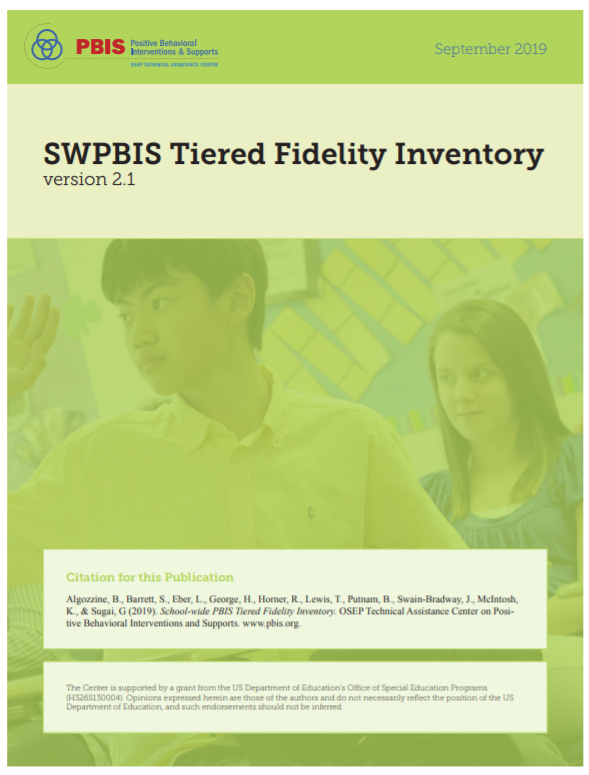 PBIS Positive Behavioral
Interventions & Supports
OSEP TECHNICAL ASSISTANCE CENTER
September 2019
SWPBIS Tiered Fidelity Inventory
version 2.1
Citation for this Publication
Algozzine, B., Barrett, S., Eber, L., George, H., Horner, R., Lewis, T., Putnam, B., Swain-Bradway, J., McIntosh,
K., & Sugai, G (2019). School-wide PBIS Tiered Fidelity Inventory. OSEP Technical Assistance Center on Posi-
tive Behavioral Interventions and Supports. www.pbis.org.
The Center is supported by a grant from the US Department of Education's Office of Special Education Programs
(H326S130004). Opinions expressed herein are those of the authors and do not necessarily reflect the position of the US
Department of Education, and such endorsements should not be inferred.